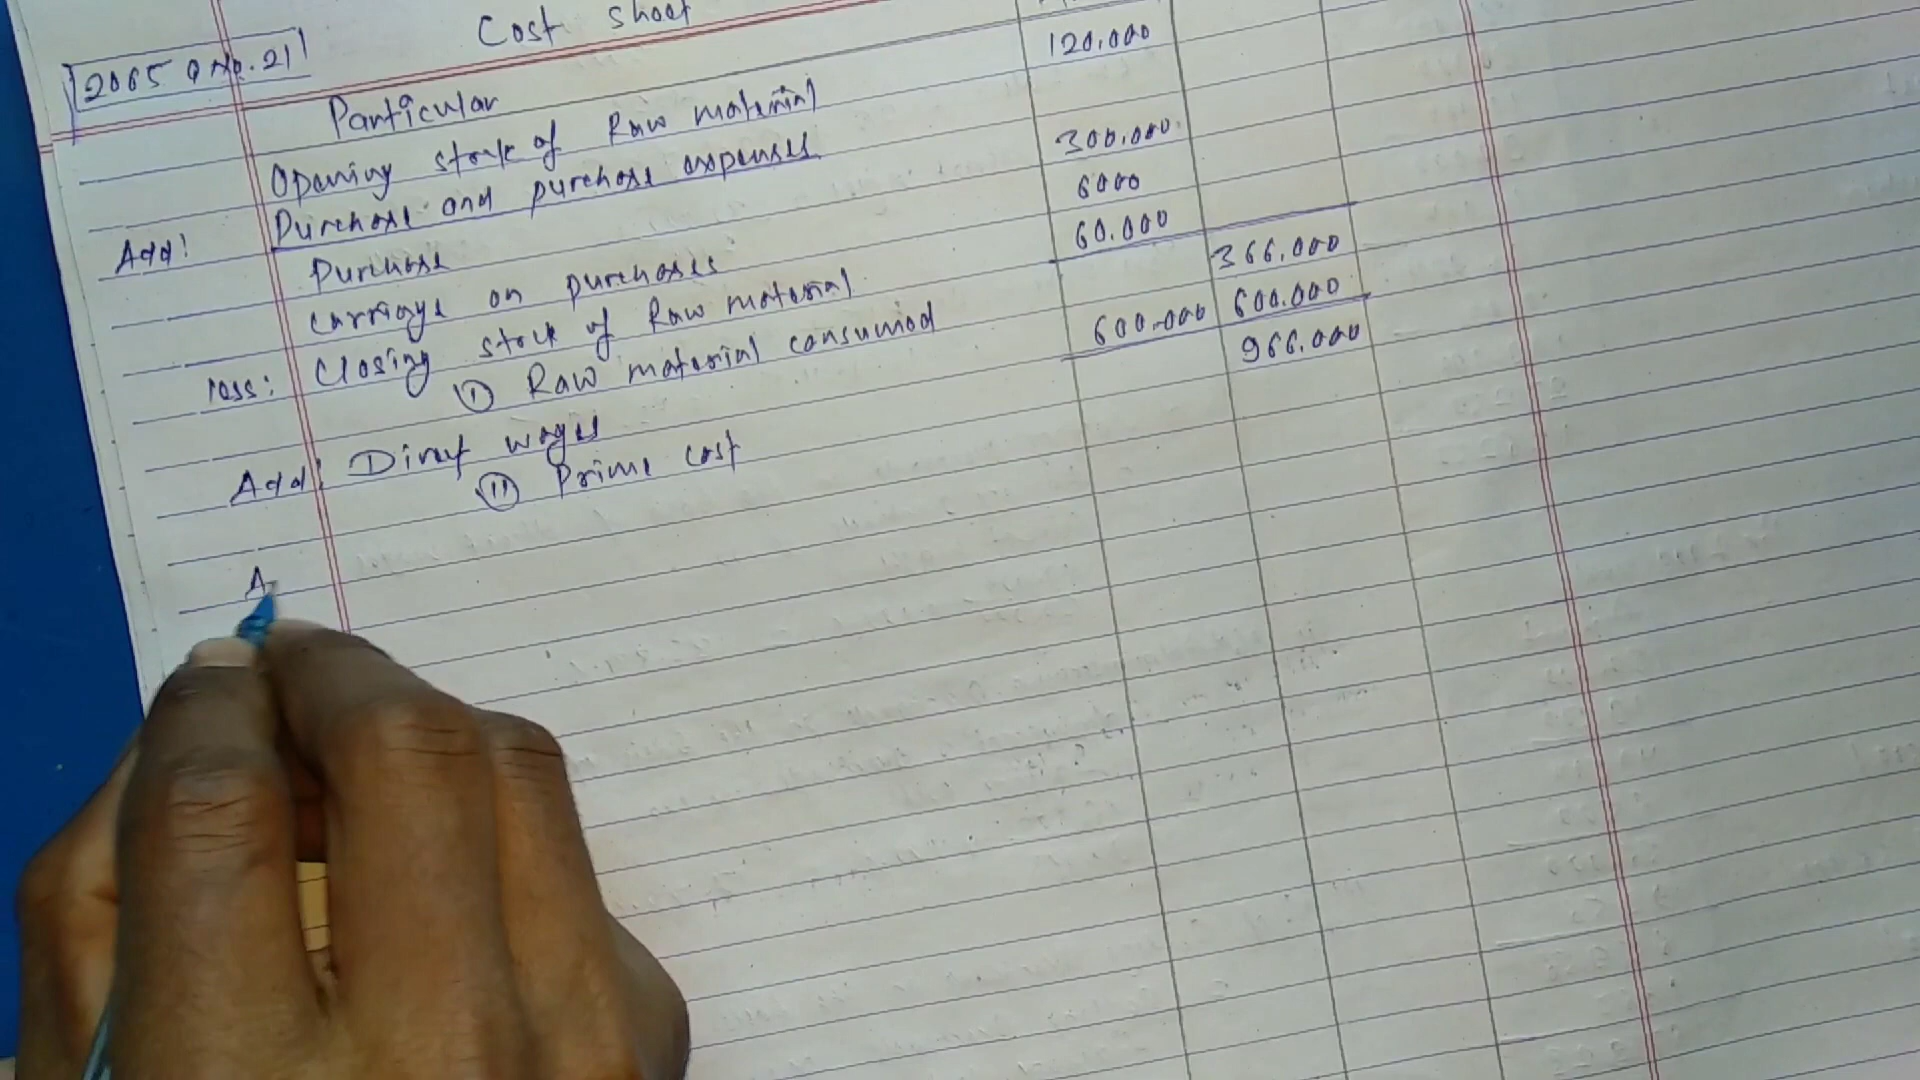 Cost sheet
2065 Q No. 21
Particular
Opening stock of Raw material 120,000
Add: Purchase and purchase expenses
Purchase 300,000
Carriage on purchases 6000
less: Closing stock of Raw material 60,000
① Raw material consumed 366,000
Add: Direct wages 600,000 600,000
② Prime cost 966,000
A